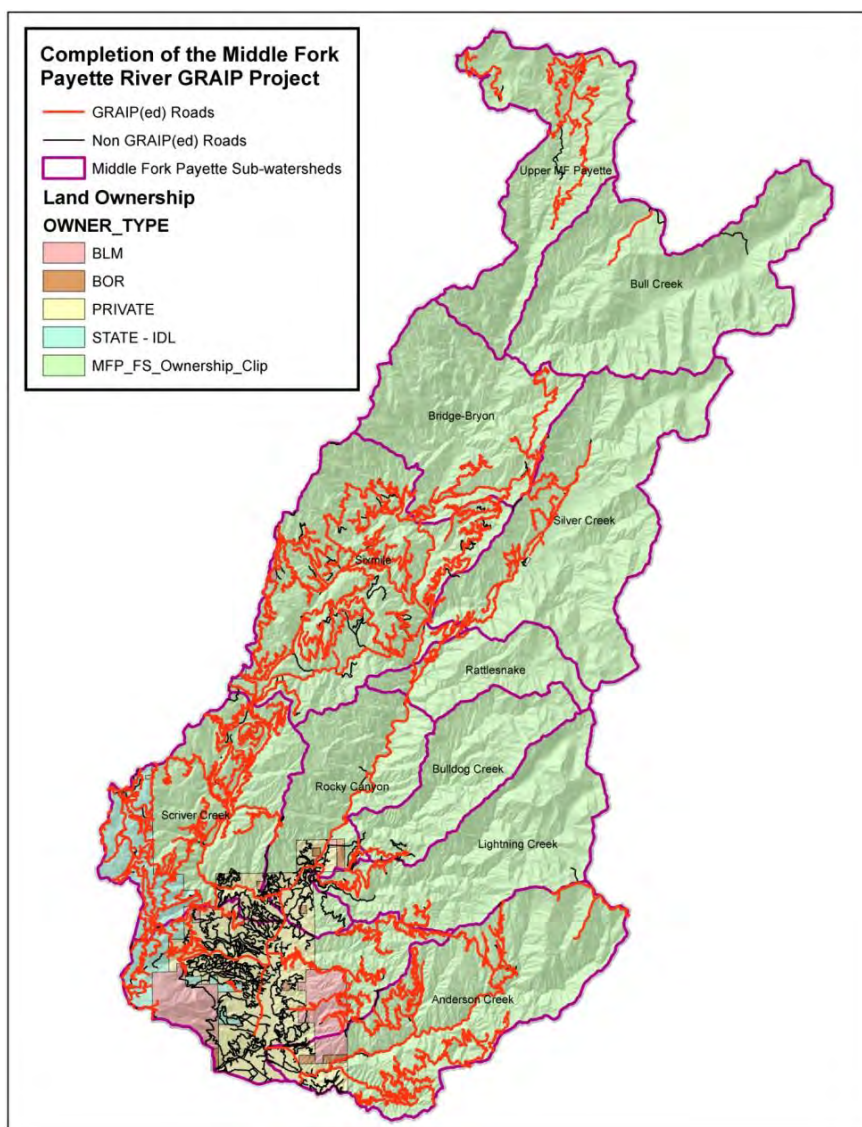 Completion of the Middle Fork
Payette River GRAIP Project
GRAIP(ed) Roads
Non GRAIP(ed) Roads
Middle Fork Payette Sub-watersheds
Land Ownership
OWNER_TYPE
BLM
BOR
PRIVATE
STATE - IDL
MFP_FS_Ownership_Clip
Upper MF Payette
Bull Creek
Bridge-Bryon
Silver Creek
Sixmile
Rattlesnake
Bulldog Creek
Rocky Canyon
Scriver Creek
Lightning Creek
Anderson Creek